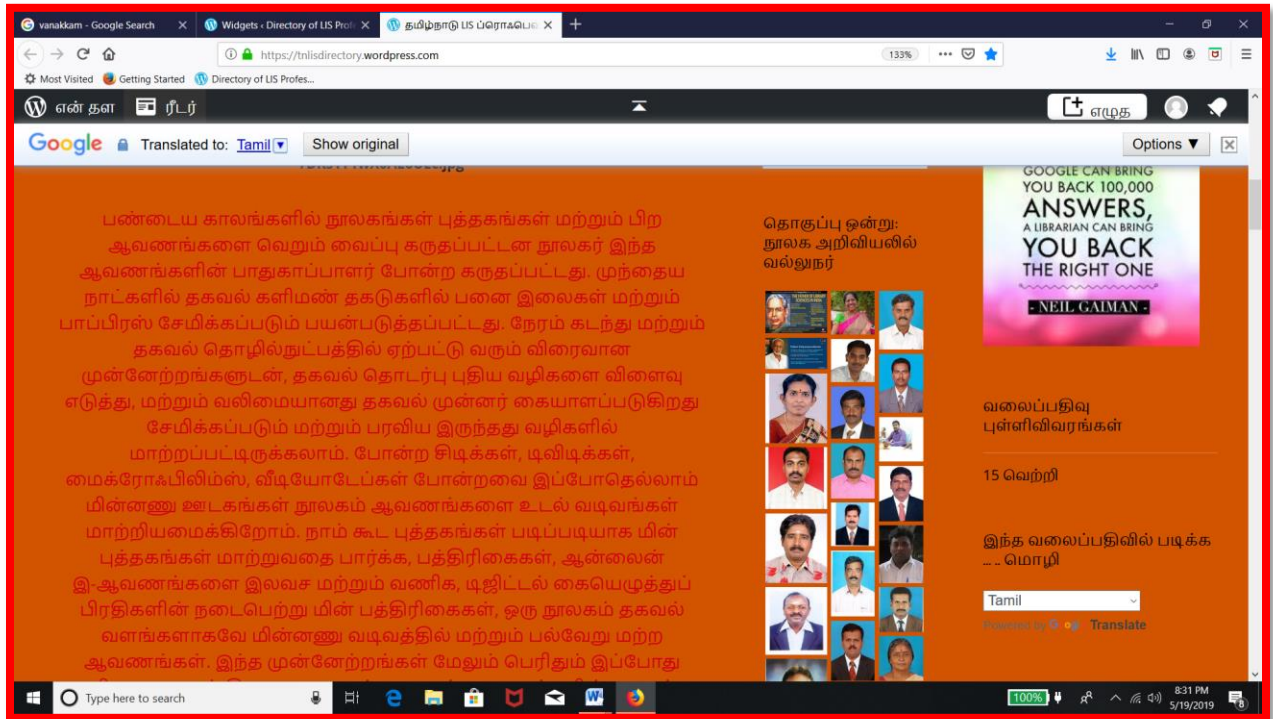 vanakkam - Google Search
Widgets ‹ Directory of LIS Profe
தமிழ்நாடு LIS ப்ரொஃபெஷ
https://tnlisdirectory.wordpress.com
133%
Most Visited
Getting Started
Directory of LIS Profes...
என் தள
ரீடர்
எழுத
Google
Translated to: Tamil
Show original
Options ▼
பண்டைய காலங்களில் நூலகங்கள் புத்தகங்கள் மற்றும் பிற
ஆவணங்களை வெறும் வைப்பு கருதப்பட்டன நூலகர் இந்த
ஆவணங்களின் பாதுகாப்பாளர் போன்ற கருதப்பட்டது. முந்தைய
நாட்களில் தகவல் களிமண் தகடுகளில் பனை இலைகள் மற்றும்
பாப்பிரஸ் சேமிக்கப்படும் பயன்படுத்தப்பட்டது. நேரம் கடந்து மற்றும்
தகவல் தொழில்நுட்பத்தில் ஏற்பட்டு வரும் விரைவான
முன்னேற்றங்களுடன், தகவல் தொடர்பு புதிய வழிகளை விளைவு
எடுத்து, மற்றும் வலிமையானது தகவல் முன்னர் கையாளப்படுகிறது
சேமிக்கப்படும் மற்றும் பரவிய இருந்தது வழிகளில்
மாற்றப்பட்டிருக்கலாம். போன்ற சிடிக்கள், டிவிடிக்கள்,
மைக்ரோஃபிலிம்ஸ், வீடியோடேப்கள் போன்றவை இப்போதெல்லாம்
மின்னணு ஊடகங்கள் நூலகம் ஆவணங்களை உடல் வடிவங்கள்
மாற்றியமைக்கிறோம். நாம் கூட புத்தகங்கள் படிப்படியாக மின்
புத்தகங்கள் மாற்றுவதை பார்க்க, பத்திரிகைகள், ஆன்லைன்
இ-ஆவணங்களை இலவச மற்றும் வணிக, டிஜிட்டல் கையெழுத்துப்
பிரதிகளின் நடைபெற்று மின் பத்திரிகைகள், ஒரு நூலகம் தகவல்
வளங்களாகவே மின்னணு வடிவத்தில் மற்றும் பல்வேறு மற்ற
ஆவணங்கள். இந்த முன்னேற்றங்கள் மேலும் பெரிதும் இப்போது
தொகுப்பு ஒன்று:
நூலக அறிவியலில்
வல்லுநர்
GOOGLE CAN BRING
YOU BACK 100,000
ANSWERS,
A LIBRARIAN CAN BRING
YOU BACK
THE RIGHT ONE
- NEIL GAIMAN -
வலைப்பதிவு
புள்ளிவிவரங்கள்
15 வெற்றி
இந்த வலைப்பதிவில் படிக்க
... .. மொழி
Tamil
Powered by Google Translate
Type here to search
100%
8:31 PM
5/19/2019